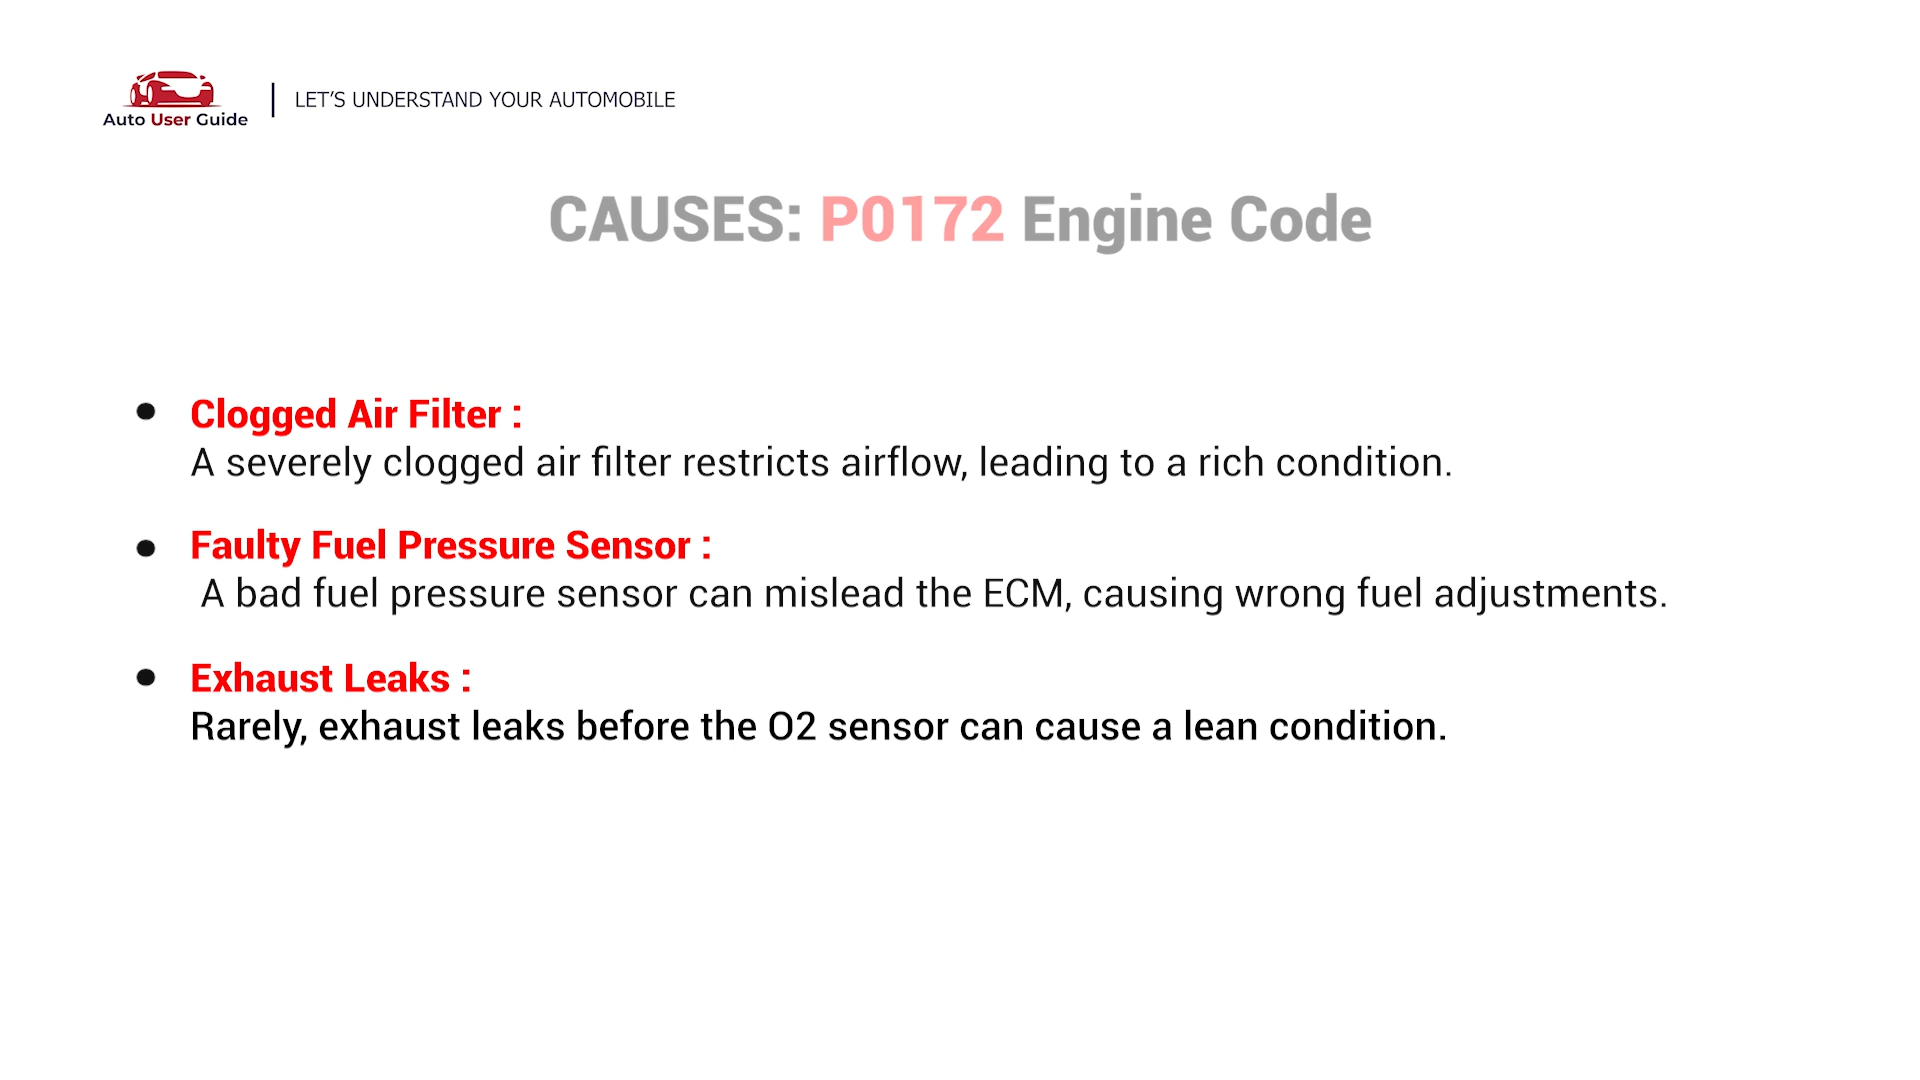 Auto User Guide
LET'S UNDERSTAND YOUR AUTOMOBILE
CAUSES: P0172 Engine Code
Clogged Air Filter :
A severely clogged air filter restricts airflow, leading to a rich condition.
Faulty Fuel Pressure Sensor :
A bad fuel pressure sensor can mislead the ECM, causing wrong fuel adjustments.
Exhaust Leaks :
Rarely, exhaust leaks before the O2 sensor can cause a lean condition.